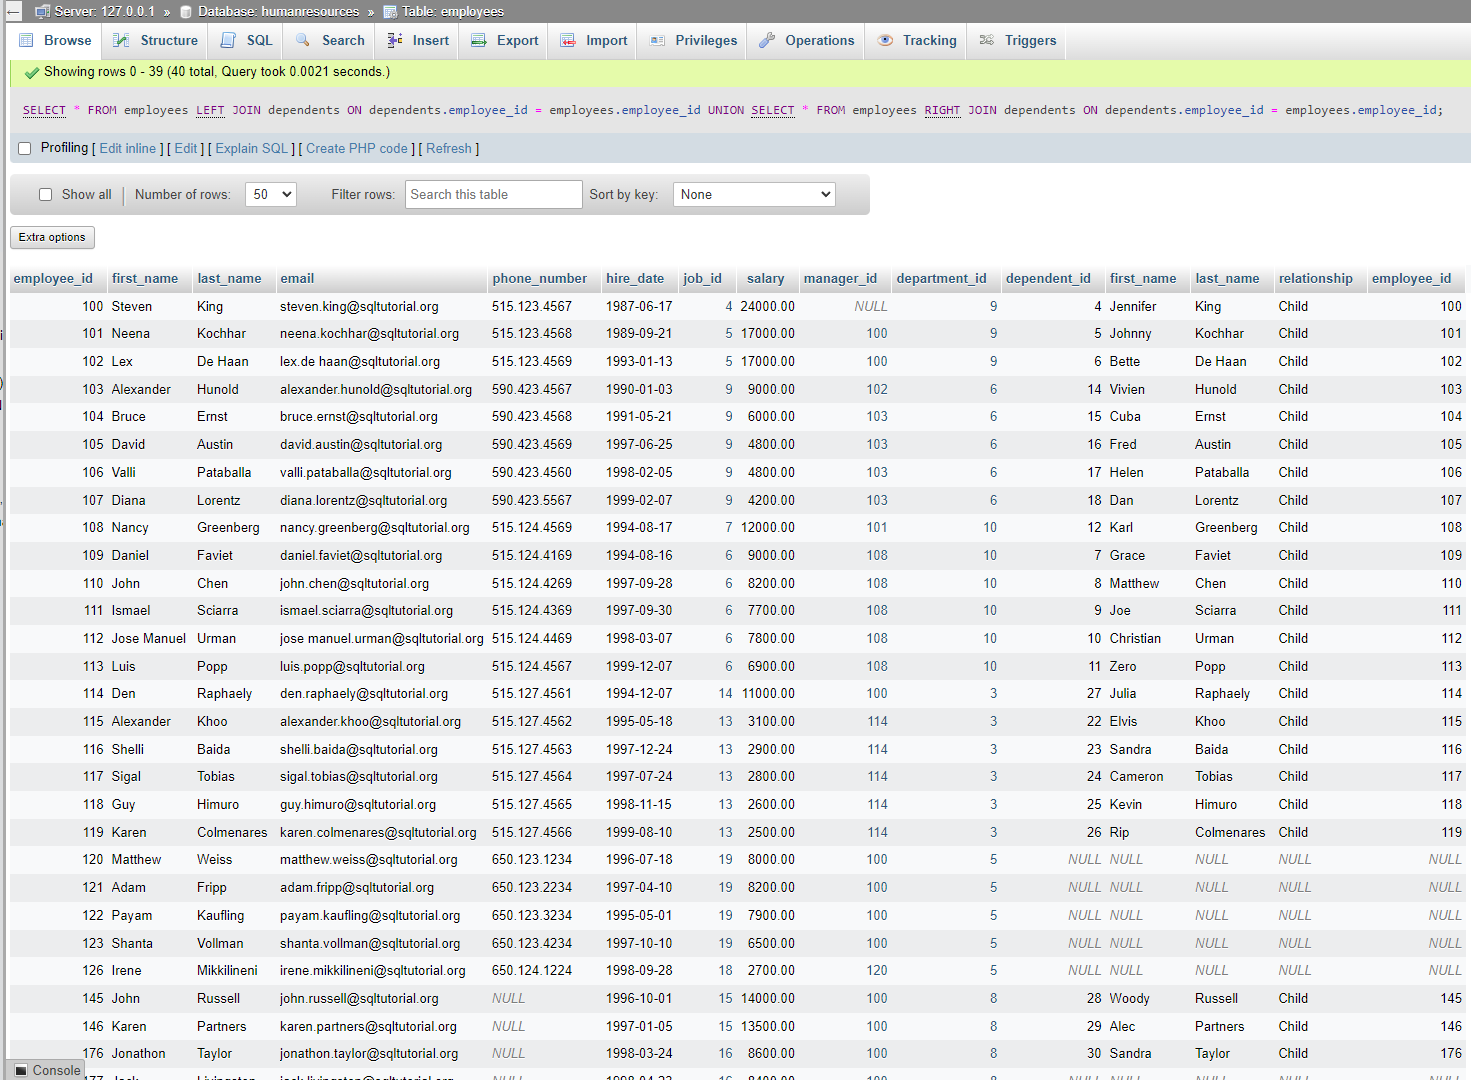 Server: 127.0.0.1 » Database: humanresources » Table: employees
Browse Structure SQL Search Insert Export Import Privileges Operations Tracking Triggers
Showing rows 0 - 39 (40 total, Query took 0.0021 seconds.)
SELECT * FROM employees LEFT JOIN dependents ON dependents.employee_id = employees.employee_id UNION SELECT * FROM employees RIGHT JOIN dependents ON dependents.employee_id = employees.employee_id;
Profiling [ Edit inline ] [ Edit ] [ Explain SQL ] [ Create PHP code ] [ Refresh ]
Show all Number of rows: 50 Filter rows: Search this table Sort by key: None
Extra options
employee_id first_name last_name email phone_number hire_date job_id salary manager_id department_id dependent_id first_name last_name relationship employee_id
100 Steven King steven.king@sqltutorial.org 515.123.4567 1987-06-17 4 24000.00 NULL 9 4 Jennifer King Child 100
101 Neena Kochhar neena.kochhar@sqltutorial.org 515.123.4568 1989-09-21 5 17000.00 100 9 5 Johnny Kochhar Child 101
102 Lex De Haan lex.de haan@sqltutorial.org 515.123.4569 1993-01-13 5 17000.00 100 9 6 Bette De Haan Child 102
103 Alexander Hunold alexander.hunold@sqltutorial.org 590.423.4567 1990-01-03 9 9000.00 102 6 14 Vivien Hunold Child 103
104 Bruce Ernst bruce.ernst@sqltutorial.org 590.423.4568 1991-05-21 9 6000.00 103 6 15 Cuba Ernst Child 104
105 David Austin david.austin@sqltutorial.org 590.423.4569 1997-06-25 9 4800.00 103 6 16 Fred Austin Child 105
106 Valli Pataballa valli.pataballa@sqltutorial.org 590.423.4560 1998-02-05 9 4800.00 103 6 17 Helen Pataballa Child 106
107 Diana Lorentz diana.lorentz@sqltutorial.org 590.423.5567 1999-02-07 9 4200.00 103 6 18 Dan Lorentz Child 107
108 Nancy Greenberg nancy.greenberg@sqltutorial.org 515.124.4569 1994-08-17 7 12000.00 101 10 12 Karl Greenberg Child 108
109 Daniel Faviet daniel.faviet@sqltutorial.org 515.124.4169 1994-08-16 6 9000.00 108 10 7 Grace Faviet Child 109
110 John Chen john.chen@sqltutorial.org 515.124.4269 1997-09-28 6 8200.00 108 10 8 Matthew Chen Child 110
111 Ismael Sciarra ismael.sciarra@sqltutorial.org 515.124.4369 1997-09-30 6 7700.00 108 10 9 Joe Sciarra Child 111
112 Jose Manuel Urman jose manuel.urman@sqltutorial.org 515.124.4469 1998-03-07 6 7800.00 108 10 10 Christian Urman Child 112
113 Luis Popp luis.popp@sqltutorial.org 515.124.4567 1999-12-07 6 6900.00 108 10 11 Zero Popp Child 113
114 Den Raphaely den.raphaely@sqltutorial.org 515.127.4561 1994-12-07 14 11000.00 100 3 27 Julia Raphaely Child 114
115 Alexander Khoo alexander.khoo@sqltutorial.org 515.127.4562 1995-05-18 13 3100.00 114 3 22 Elvis Khoo Child 115
116 Shelli Baida shelli.baida@sqltutorial.org 515.127.4563 1997-12-24 13 2900.00 114 3 23 Sandra Baida Child 116
117 Sigal Tobias sigal.tobias@sqltutorial.org 515.127.4564 1997-07-24 13 2800.00 114 3 24 Cameron Tobias Child 117
118 Guy Himuro guy.himuro@sqltutorial.org 515.127.4565 1998-11-15 13 2600.00 114 3 25 Kevin Himuro Child 118
119 Karen Colmenares karen.colmenares@sqltutorial.org 515.127.4566 1999-08-10 13 2500.00 114 3 26 Rip Colmenares Child 119
120 Matthew Weiss matthew.weiss@sqltutorial.org 650.123.1234 1996-07-18 19 8000.00 100 5 NULL NULL NULL NULL NULL
121 Adam Fripp adam.fripp@sqltutorial.org 650.123.2234 1997-04-10 19 8200.00 100 5 NULL NULL NULL NULL NULL
122 Payam Kaufling payam.kaufling@sqltutorial.org 650.123.3234 1995-05-01 19 7900.00 100 5 NULL NULL NULL NULL NULL
123 Shanta Vollman shanta.vollman@sqltutorial.org 650.123.4234 1997-10-10 19 6500.00 100 5 NULL NULL NULL NULL NULL
126 Irene Mikkilineni irene.mikkilineni@sqltutorial.org 650.124.1224 1998-09-28 18 2700.00 120 5 NULL NULL NULL NULL NULL
145 John Russell john.russell@sqltutorial.org NULL 1996-10-01 15 14000.00 100 8 28 Woody Russell Child 145
146 Karen Partners karen.partners@sqltutorial.org NULL 1997-01-05 15 13500.00 100 8 29 Alec Partners Child 146
176 Jonathon Taylor jonathon.taylor@sqltutorial.org NULL 1998-03-24 16 8600.00 100 8 30 Sandra Taylor Child 176
Console